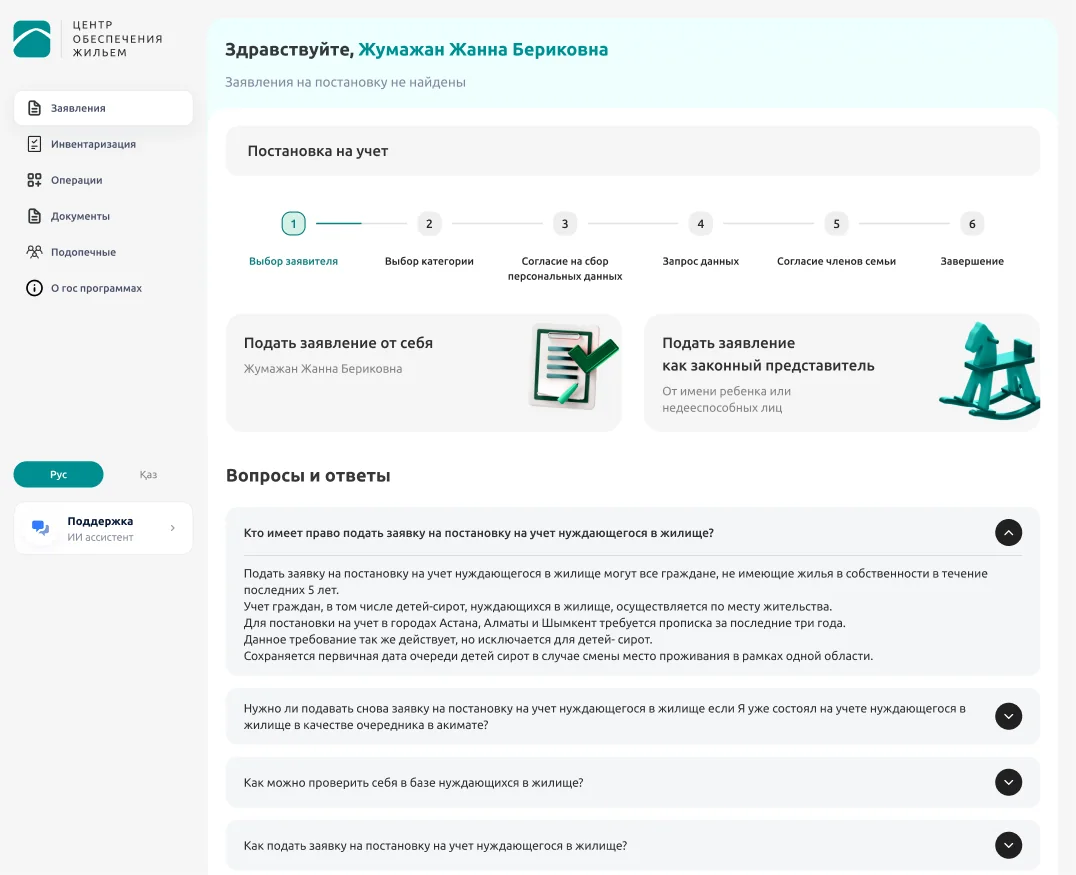 ЦЕНТР
ОБЕСПЕЧЕНИЯ
ЖИЛЬЕМ
Заявления
Инвентаризация
Операции
Документы
Подопечные
О гос программах
Рус
Қаз
Поддержка
ИИ ассистент
Здравствуйте, Жумажан Жанна Бериковна
Заявления на постановку не найдены
Постановка на учет
1
2
3
4
5
6
Выбор заявителя
Выбор категории
Согласие на сбор
персональных данных
Запрос данных
Согласие членов семьи
Завершение
Подать заявление от себя
Жумажан Жанна Бериковна
Подать заявление
как законный представитель
От имени ребенка или
недееспособных лиц
Вопросы и ответы
Кто имеет право подать заявку на постановку на учет нуждающегося в жилище?
Подать заявку на постановку на учет нуждающегося в жилище могут все граждане, не имеющие жилья в собственности в течение
последних 5 лет.
Учет граждан, в том числе детей-сирот, нуждающихся в жилище, осуществляется по месту жительства.
Для постановки на учет в городах Астана, Алматы и Шымкент требуется прописка за последние три года.
Данное требование так же действует, но исключается для детей- сирот.
Сохраняется первичная дата очереди детей сирот в случае смены место проживания в рамках одной области.
Нужно ли подавать снова заявку на постановку на учет нуждающегося в жилище если Я уже состоял на учете нуждающегося в
жилище в качестве очередника в акимате?
Как можно проверить себя в базе нуждающихся в жилище?
Как подать заявку на постановку на учет нуждающегося в жилище?